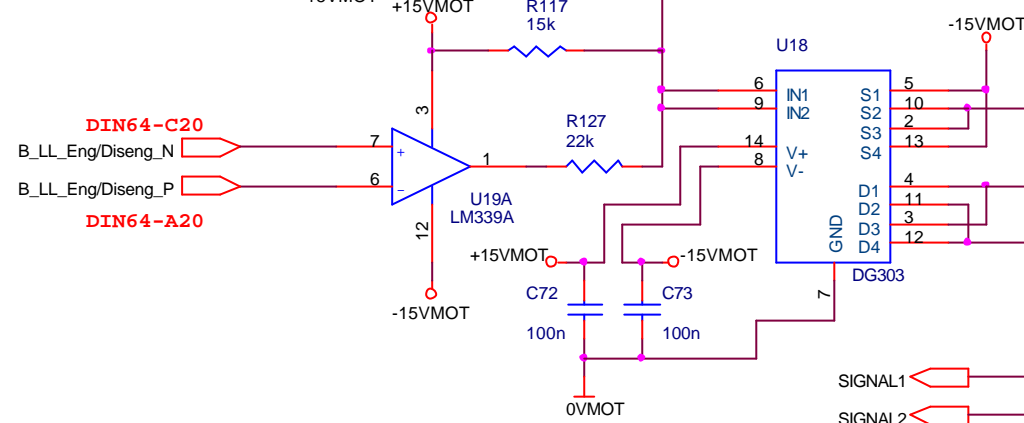 +15VMOT
R117
15k
-15VMOT
U18
3
6
IN1
S1
5
9
IN2
S2
10
S3
2
S4
13
DIN64-C20
B_LL_Eng/Diseng_N
7
+
1
R127
22k
14
V+
8
V-
B_LL_Eng/Diseng_P
6
-
DIN64-A20
U19A
LM339A
12
D1
4
D2
11
D3
3
D4
12
GND
DG303
7
+15VMOT
-15VMOT
-15VMOT
C72
100n
C73
100n
0VMOT
SIGNAL1
SIGNAL2